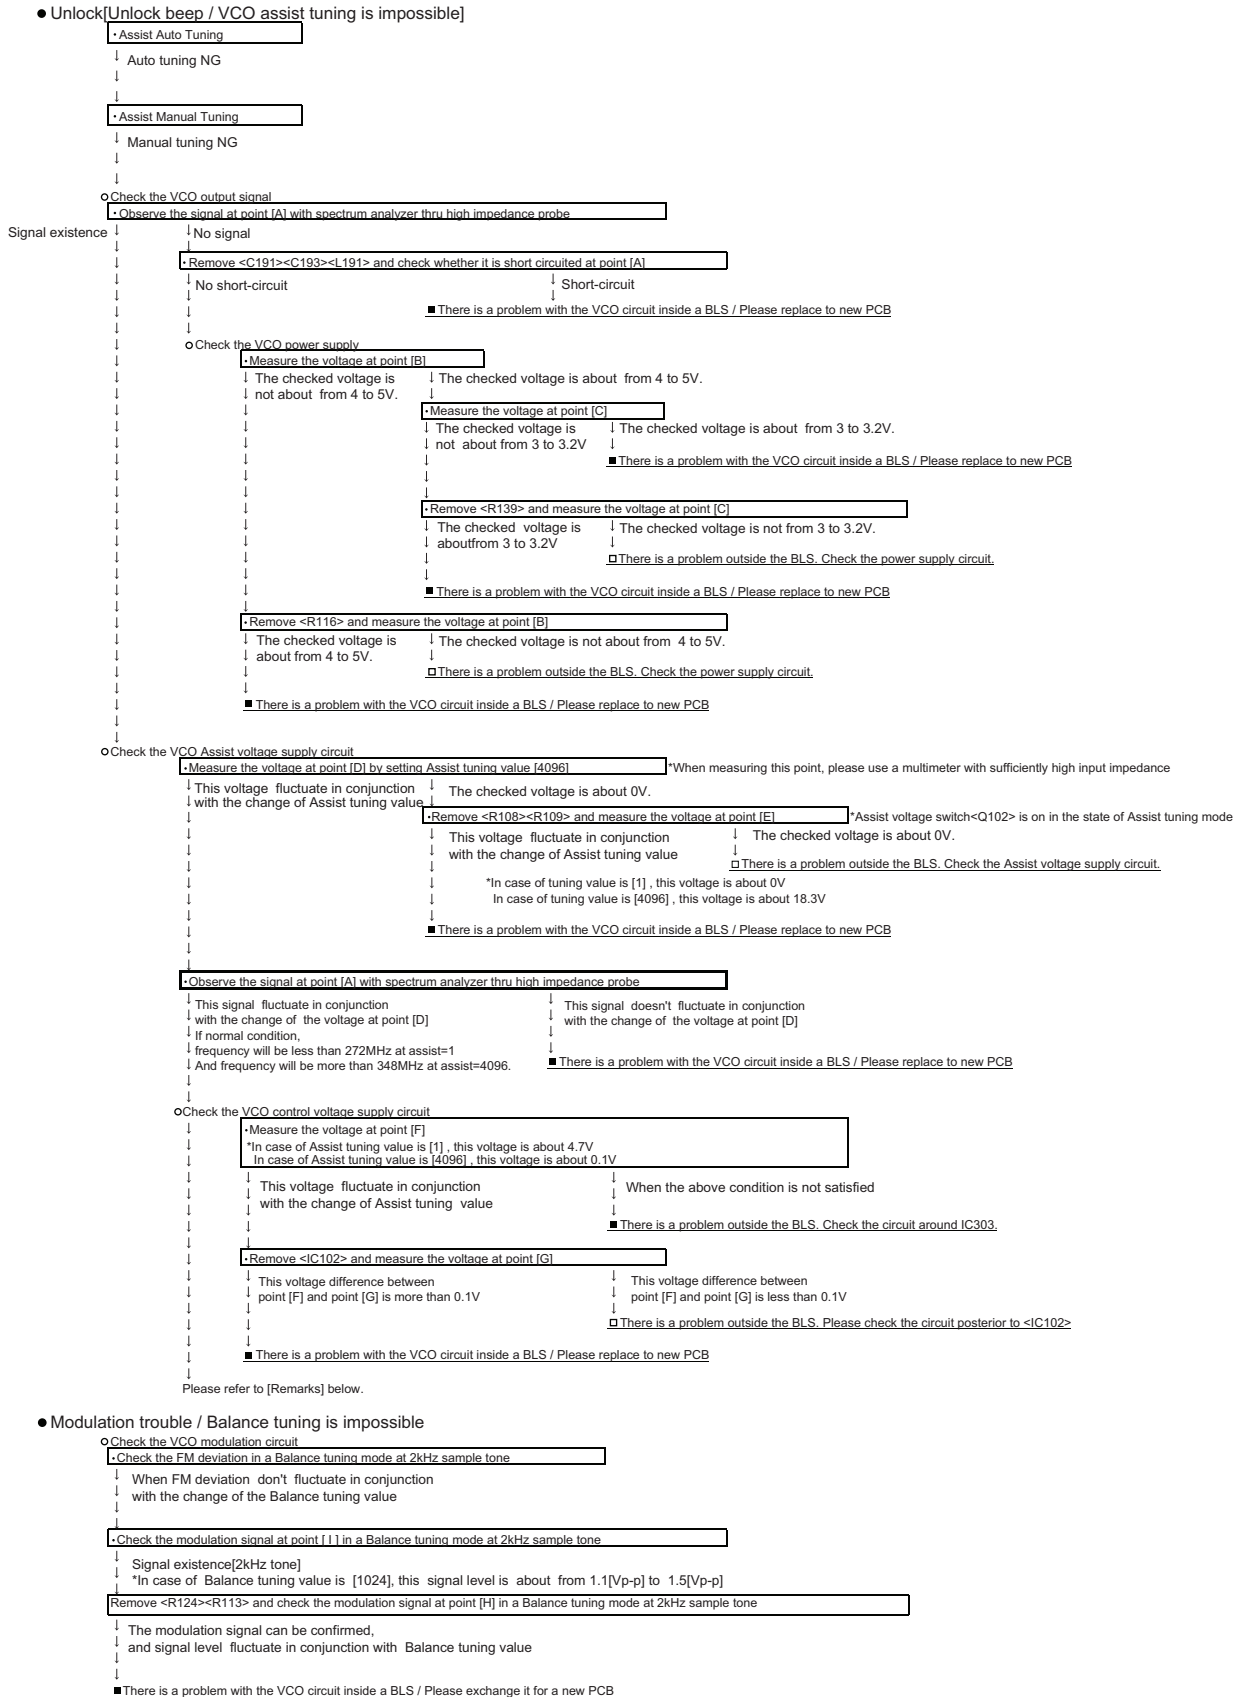 ● Unlock[Unlock beep / VCO assist tuning is impossible]
・Assist Auto Tuning
↓ Auto tuning NG
↓
↓
・Assist Manual Tuning
↓ Manual tuning NG
↓
↓
○Check the VCO output signal
・Observe the signal at point [A] with spectrum analyzer thru high impedance probe
Signal existence ↓ ↓No signal
・Remove <C191><C193><L191> and check whether it is short circuited at point [A]
↓ No short-circuit ↓ Short-circuit
■There is a problem with the VCO circuit inside a BLS / Please replace to new PCB
○Check the VCO power supply
・Measure the voltage at point [B]
↓ The checked voltage is ↓ The checked voltage is about from 4 to 5V.
↓ not about from 4 to 5V. ↓
・Measure the voltage at point [C]
↓ The checked voltage is ↓ The checked voltage is about from 3 to 3.2V.
↓ not about from 3 to 3.2V ↓
■There is a problem with the VCO circuit inside a BLS / Please replace to new PCB
・Remove <R139> and measure the voltage at point [C]
↓ The checked voltage is ↓ The checked voltage is not from 3 to 3.2V.
↓ aboutfrom 3 to 3.2V ↓
□There is a problem outside the BLS. Check the power supply circuit.
■There is a problem with the VCO circuit inside a BLS / Please replace to new PCB
・Remove <R116> and measure the voltage at point [B]
↓ The checked voltage is ↓ The checked voltage is not about from 4 to 5V.
↓ about from 4 to 5V. ↓
□There is a problem outside the BLS. Check the power supply circuit.
■There is a problem with the VCO circuit inside a BLS / Please replace to new PCB
○Check the VCO Assist voltage supply circuit
・Measure the voltage at point [D] by setting Assist tuning value [4096] *When measuring this point, please use a multimeter with sufficiently high input impedance
↓ This voltage fluctuate in conjunction ↓ The checked voltage is about 0V.
↓ with the change of Assist tuning value ↓
・Remove <R108><R109> and measure the voltage at point [E] *Assist voltage switch<Q102> is on in the state of Assist tuning mode
↓ This voltage fluctuate in conjunction ↓ The checked voltage is about 0V.
↓ with the change of Assist tuning value ↓
□There is a problem outside the BLS. Check the Assist voltage supply circuit.
*In case of tuning value is [1] , this voltage is about 0V
In case of tuning value is [4096] , this voltage is about 18.3V
■There is a problem with the VCO circuit inside a BLS / Please replace to new PCB
・Observe the signal at point [A] with spectrum analyzer thru high impedance probe
↓ This signal fluctuate in conjunction ↓ This signal doesn't fluctuate in conjunction
↓ with the change of the voltage at point [D] ↓ with the change of the voltage at point [D]
↓ If normal condition, ↓
↓ frequency will be less than 272MHz at assist=1 ↓
↓ And frequency will be more than 348MHz at assist=4096. ■There is a problem with the VCO circuit inside a BLS / Please replace to new PCB
○Check the VCO control voltage supply circuit
・Measure the voltage at point [F]
*In case of Assist tuning value is [1] , this voltage is about 4.7V
In case of Assist tuning value is [4096] , this voltage is about 0.1V
↓ This voltage fluctuate in conjunction ↓ When the above condition is not satisfied
↓ with the change of Assist tuning value ↓
■There is a problem outside the BLS. Check the circuit around IC303.
・Remove <IC102> and measure the voltage at point [G]
↓ This voltage difference between ↓ This voltage difference between
↓ point [F] and point [G] is more than 0.1V ↓ point [F] and point [G] is less than 0.1V
□There is a problem outside the BLS. Please check the circuit posterior to <IC102>
■There is a problem with the VCO circuit inside a BLS / Please replace to new PCB
Please refer to [Remarks] below.
● Modulation trouble / Balance tuning is impossible
○Check the VCO modulation circuit
・Check the FM deviation in a Balance tuning mode at 2kHz sample tone
↓ When FM deviation don't fluctuate in conjunction
↓ with the change of the Balance tuning value
↓
↓
・Check the modulation signal at point [ I ] in a Balance tuning mode at 2kHz sample tone
↓ Signal existence[2kHz tone]
↓ *In case of Balance tuning value is [1024], this signal level is about from 1.1[Vp-p] to 1.5[Vp-p]
↓
Remove <R124><R113> and check the modulation signal at point [H] in a Balance tuning mode at 2kHz sample tone
↓ The modulation signal can be confirmed,
↓ and signal level fluctuate in conjunction with Balance tuning value
↓
↓
■There is a problem with the VCO circuit inside a BLS / Please exchange it for a new PCB